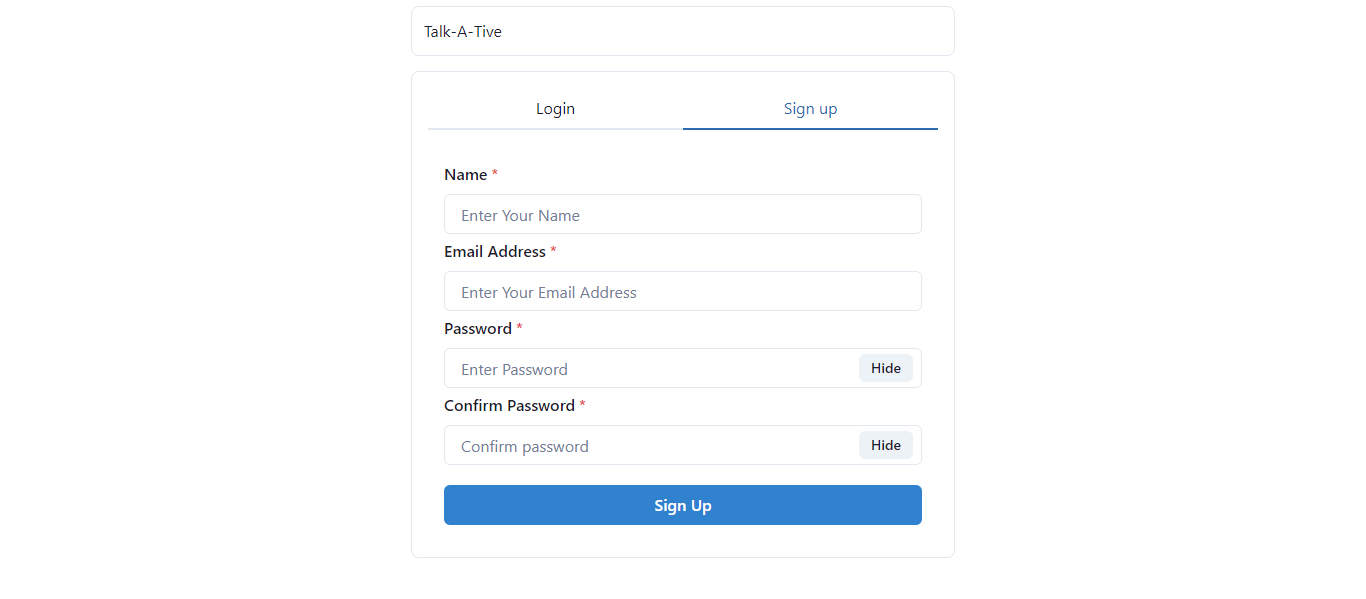 Talk-A-Tive
Login Sign up
Name *
Enter Your Name
Email Address *
Enter Your Email Address
Password *
Enter Password Hide
Confirm Password *
Confirm password Hide
Sign Up